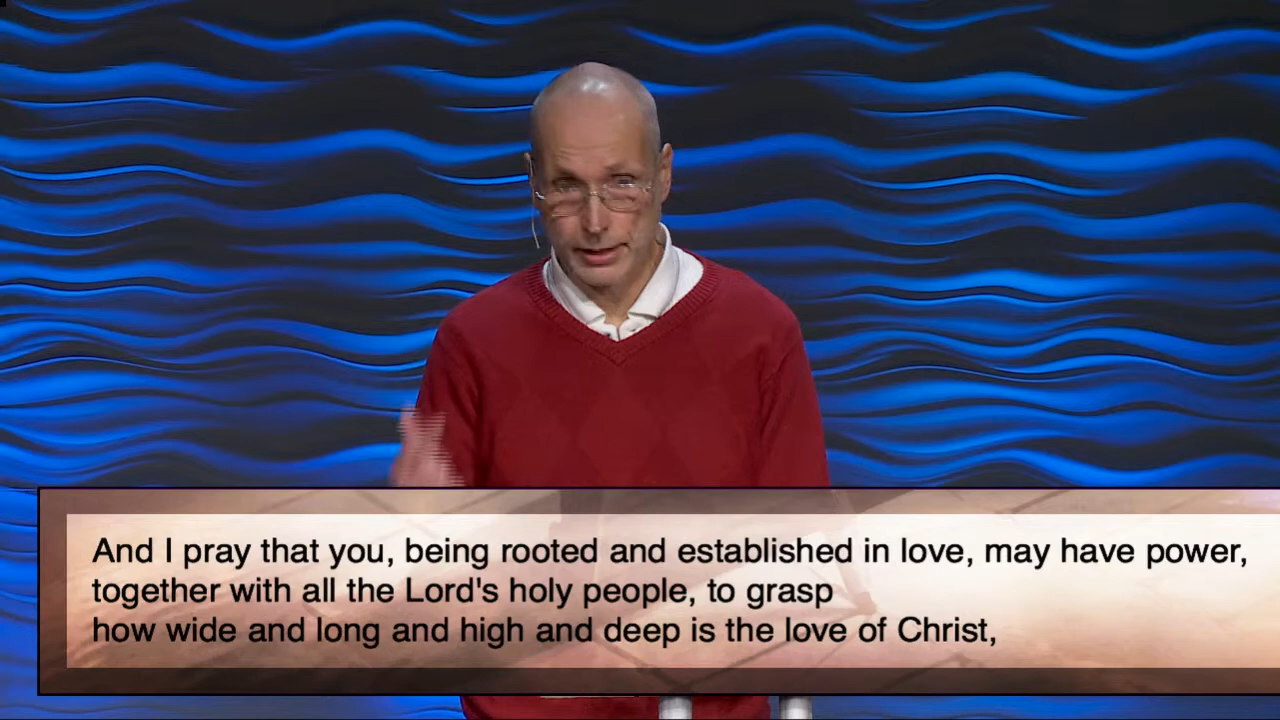 And I pray that you, being rooted and established in love, may have power,
together with all the Lord's holy people, to grasp
how wide and long and high and deep is the love of Christ,